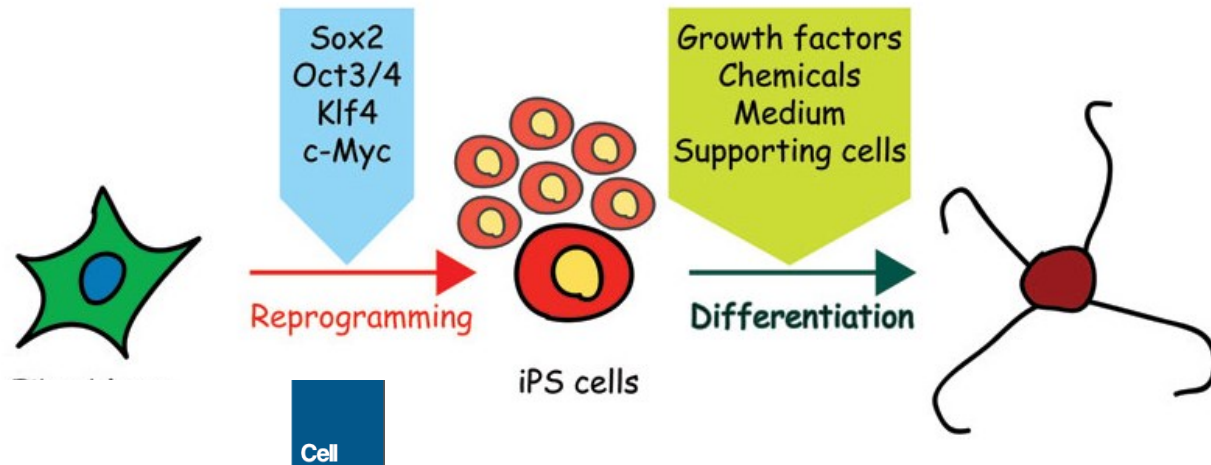 Sox2
Oct3/4
Klf4
c-Myc
Growth factors
Chemicals
Medium
Supporting cells
Reprogramming
Differentiation
iPS cells
Cell